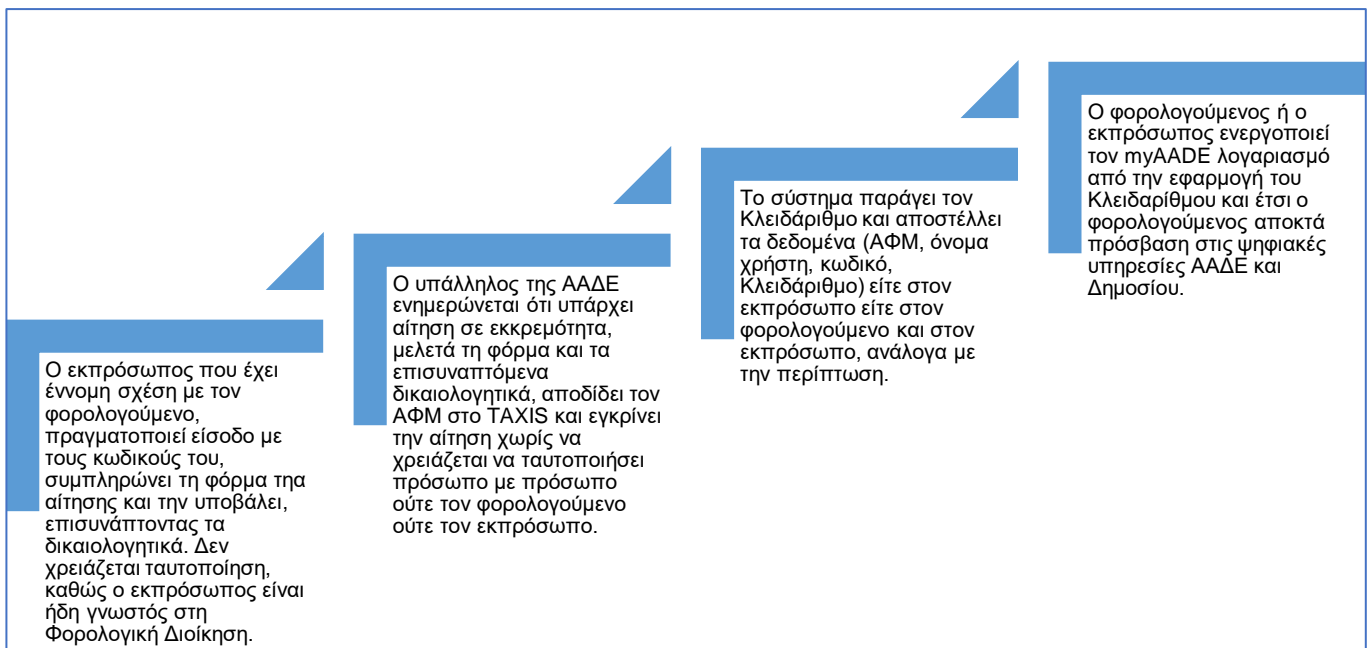 Ο εκπρόσωπος που έχει
έννομη σχέση με τον
φορολογούμενο,
πραγματοποιεί είσοδο με
τους κωδικούς του,
συμπληρώνει τη φόρμα τηα
αίτησης και την υποβάλει,
επισυνάπτοντας τα
δικαιολογητικά. Δεν
χρειάζεται ταυτοποίηση,
καθώς ο εκπρόσωπος είναι
ήδη γνωστός στη
Φορολογική Διοίκηση.
Ο υπάλληλος της ΑΑΔΕ
ενημερώνεται ότι υπάρχει
αίτηση σε εκκρεμότητα,
μελετά τη φόρμα και τα
επισυναπτόμενα
δικαιολογητικά, αποδίδει τον
ΑΦΜ στο TAXIS και εγκρίνει
την αίτηση χωρίς να
χρειάζεται να ταυτοποιήσει
πρόσωπο με πρόσωπο
ούτε τον φορολογούμενο
ούτε τον εκπρόσωπο.
Το σύστημα παράγει τον
Κλειδάριθμο και αποστέλλει
τα δεδομένα (ΑΦΜ, όνομα
χρήστη, κωδικό,
Κλειδάριθμο) είτε στον
εκπρόσωπο είτε στον
φορολογούμενο και στον
εκπρόσωπο, ανάλογα με
την περίπτωση.
Ο φορολογούμενος ή ο
εκπρόσωπος ενεργοποιεί
τον myAADE λογαριασμό
από την εφαρμογή του
Κλειδαρίθμου και έτσι ο
φορολογούμενος αποκτά
πρόσβαση στις ψηφιακές
υπηρεσίες ΑΑΔΕ και
Δημοσίου.